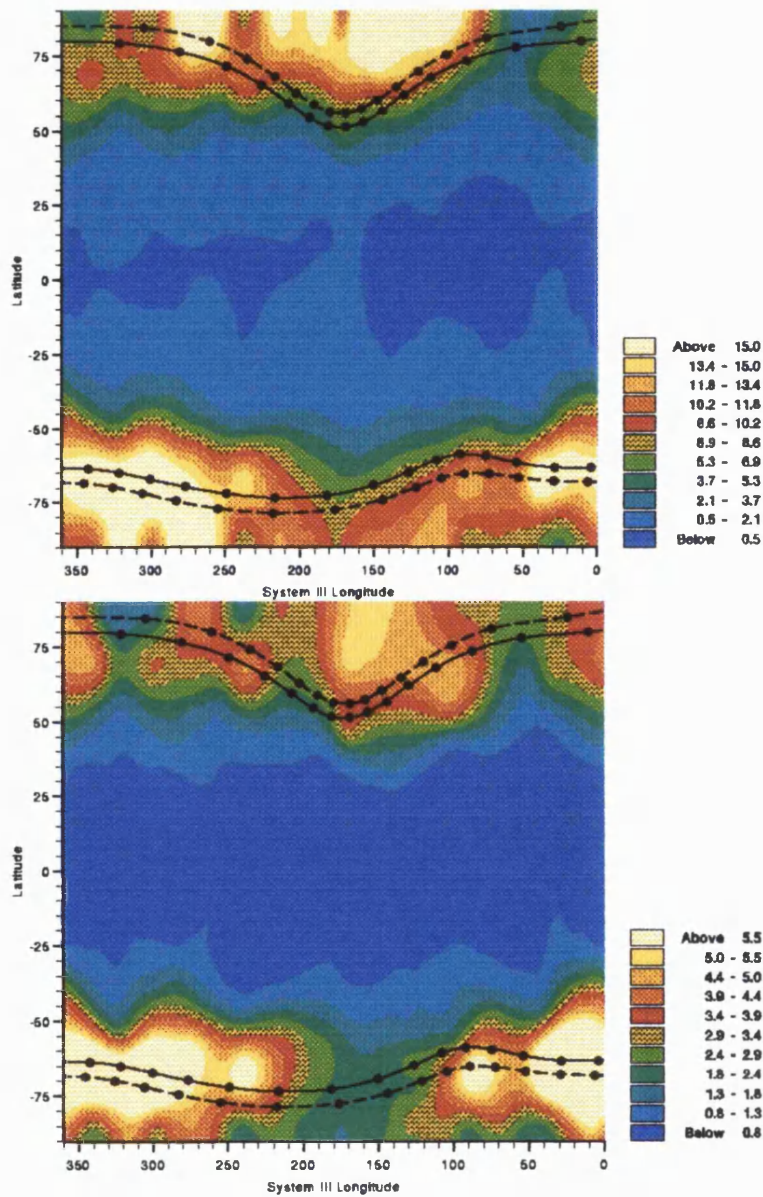 75
50
25
0
-25
-50
-75
Latitude
350
300
250
200
150
100
50
0
System III Longitude
Above 15.0
13.4 - 15.0
11.8 - 13.4
10.2 - 11.8
8.6 - 10.2
6.9 - 8.6
5.3 - 6.9
3.7 - 5.3
2.1 - 3.7
0.5 - 2.1
Below 0.5
75
50
25
0
-25
-50
-75
Latitude
350
300
250
200
150
100
50
0
System III Longitude
Above 5.5
5.0 - 5.5
4.4 - 5.0
3.9 - 4.4
3.4 - 3.9
2.9 - 3.4
2.4 - 2.9
1.8 - 2.4
1.3 - 1.8
0.8 - 1.3
Below 0.8